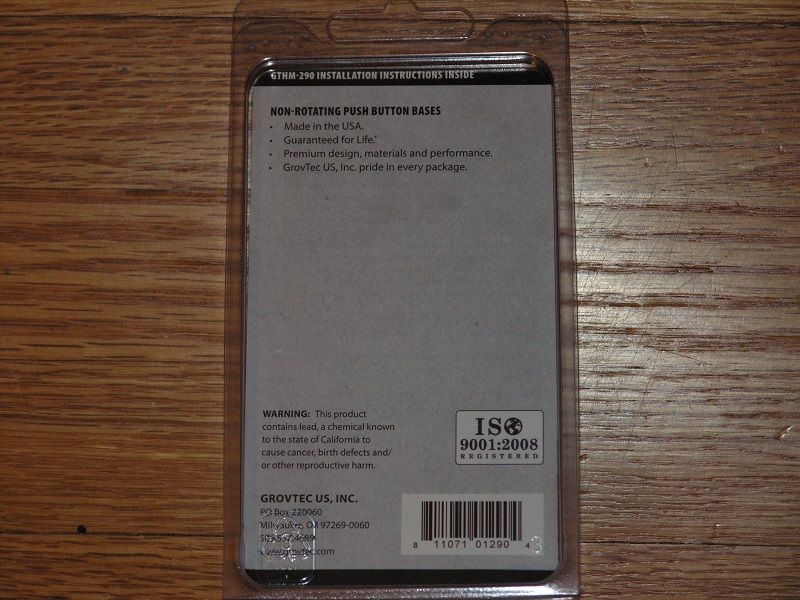 GTHM-290 INSTALLATION INSTRUCTIONS INSIDE
NON-ROTATING PUSH BUTTON BASES
• Made in the USA.
• Guaranteed for Life.*
• Premium design, materials and performance.
• GrovTec US, Inc. pride in every package.
WARNING: This product
contains lead, a chemical known
to the state of California to
cause cancer, birth defects and/
or other reproductive harm.
ISO
9001:2008
REGISTERED
GROVTEC US, INC.
PO Box 220060
Milwaukie, OR 97269-0060
www.grovtec.com
8 11071 01290